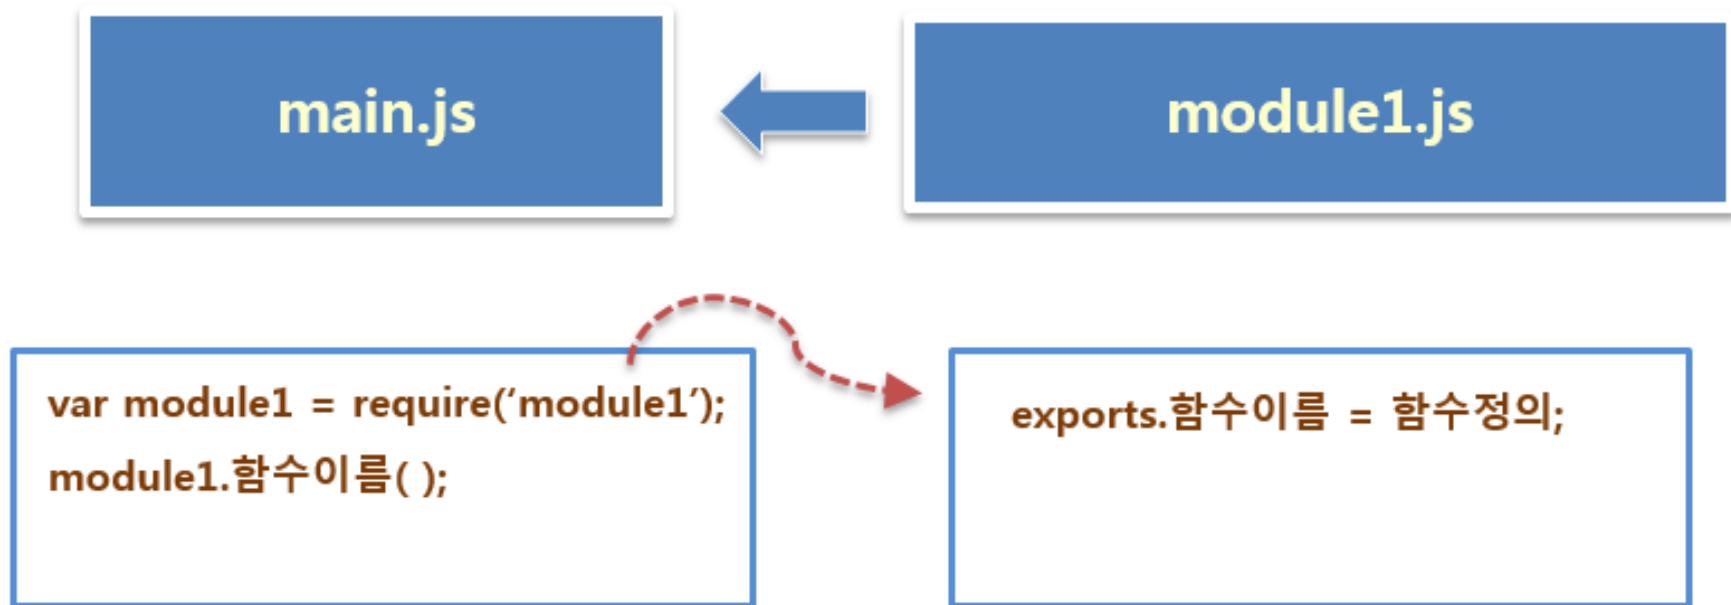 main.js
module1.js
var module1 = require(‘module1’);
module1.함수이름( );
exports.함수이름 = 함수정의;